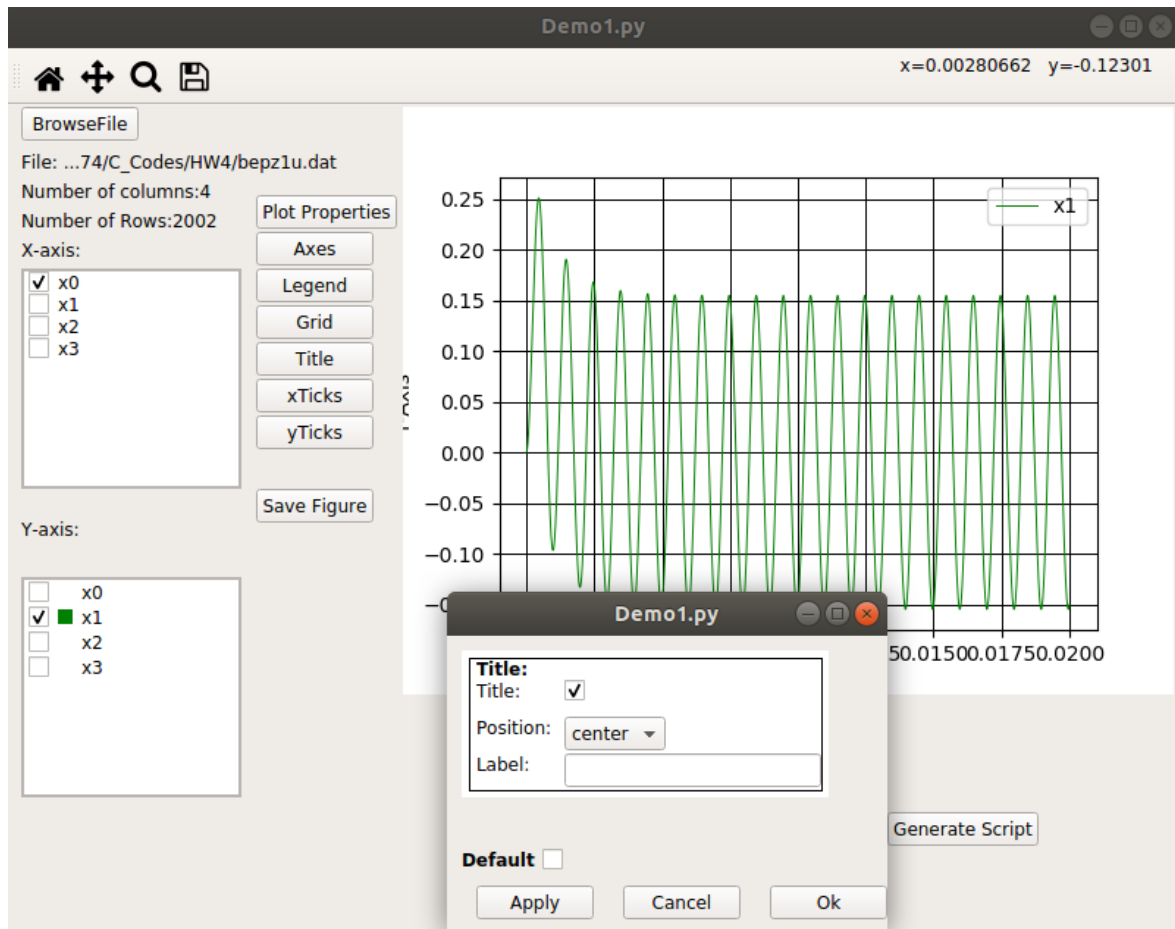 Demo1.py
x=0.00280662 y=-0.12301
BrowseFile
File: ...74/C_Codes/HW4/bepz1u.dat
Number of columns:4
Number of Rows:2002
X-axis:
x0
x1
x2
x3
Plot Properties
Axes
Legend
Grid
Title
xTicks
yTicks
Save Figure
Y-axis:
x0
x1
x2
x3
x1
0.25
0.20
0.15
0.10
0.05
0.00
−0.05
−0.10
50.01500.01750.0200
Demo1.py
Title:
Title:
Position: center
Label:
Default
Apply Cancel Ok
Generate Script